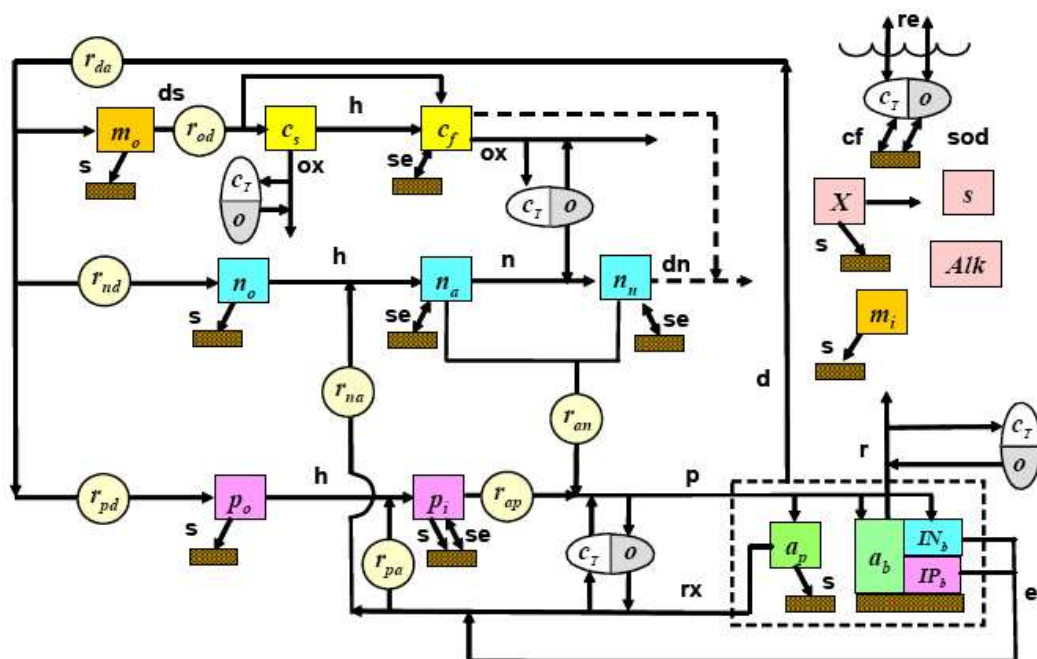 re
r_da
ds
c_T o
m_o
r_od
c_s
h
c_f
ox
cf
sod
s
ox
se
c_T
o
c_T o
X
s
s
Alk
r_nd
n_o
h
n_a
n
n_n
dn
m_i
s
se
se
s
r_na
d
r_an
c_T
o
r
r_pd
p_o
h
p_i
r_ap
p
s
s
se
r_pa
c_T o
a_p
a_b
IN_b
IP_b
rx
s
e